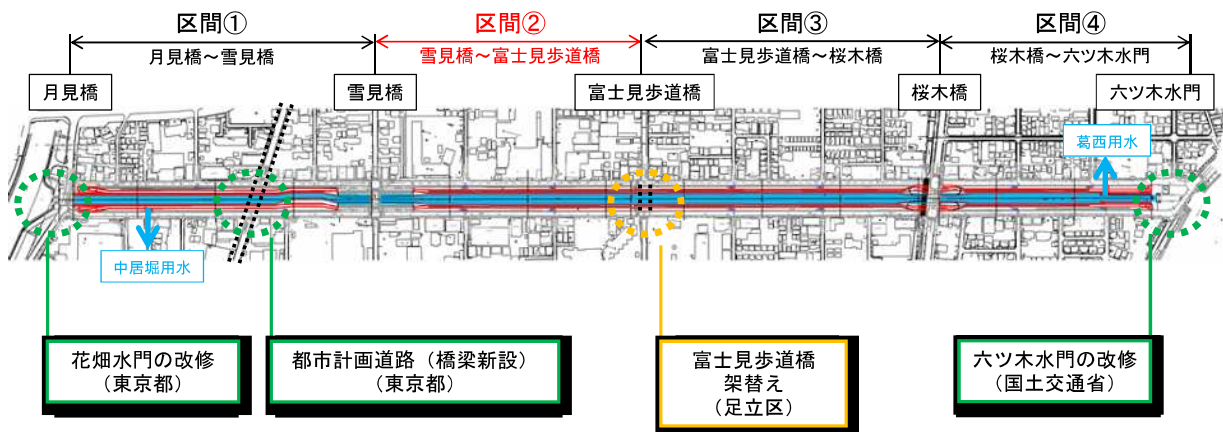 区間①
区間②
区間③
区間④
月見橋～雪見橋
雪見橋～富士見歩道橋
富士見歩道橋～桜木橋
桜木橋～六ツ木水門
月見橋
雪見橋
富士見歩道橋
桜木橋
六ツ木水門
葛西用水
中居堀用水
花畑水門の改修
（東京都）
都市計画道路（橋梁新設）
（東京都）
富士見歩道橋
架替え
（足立区）
六ツ木水門の改修
（国土交通省）